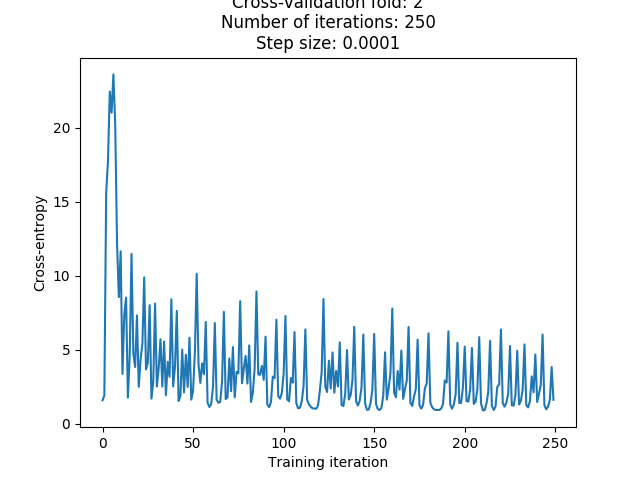 Cross-validation fold: 2
Number of iterations: 250
Step size: 0.0001
20
15
10
5
0
Cross-entropy
0 50 100 150 200 250
Training iteration